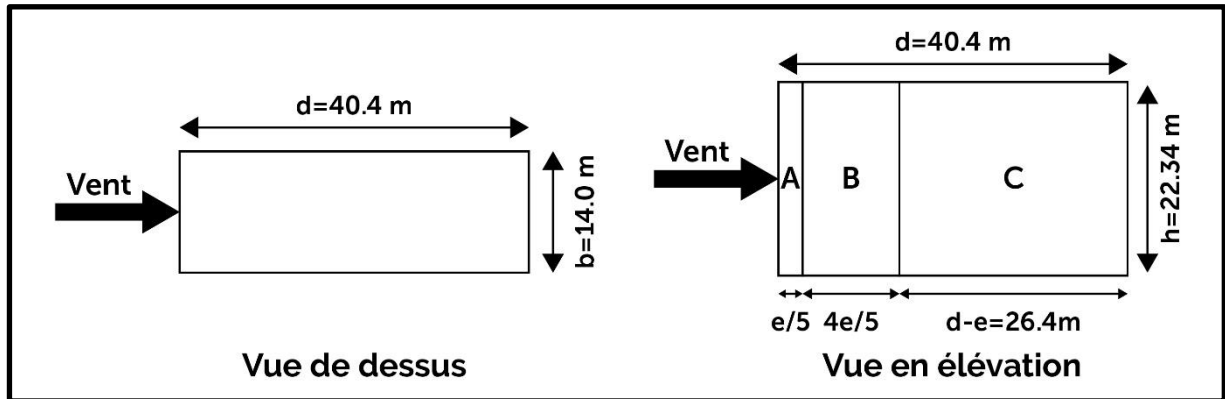 d=40.4 m
Vent
b=14.0 m
Vue de dessus
d=40.4 m
Vent
A
B
C
h=22.34 m
e/5
4e/5
d-e=26.4m
Vue en élévation